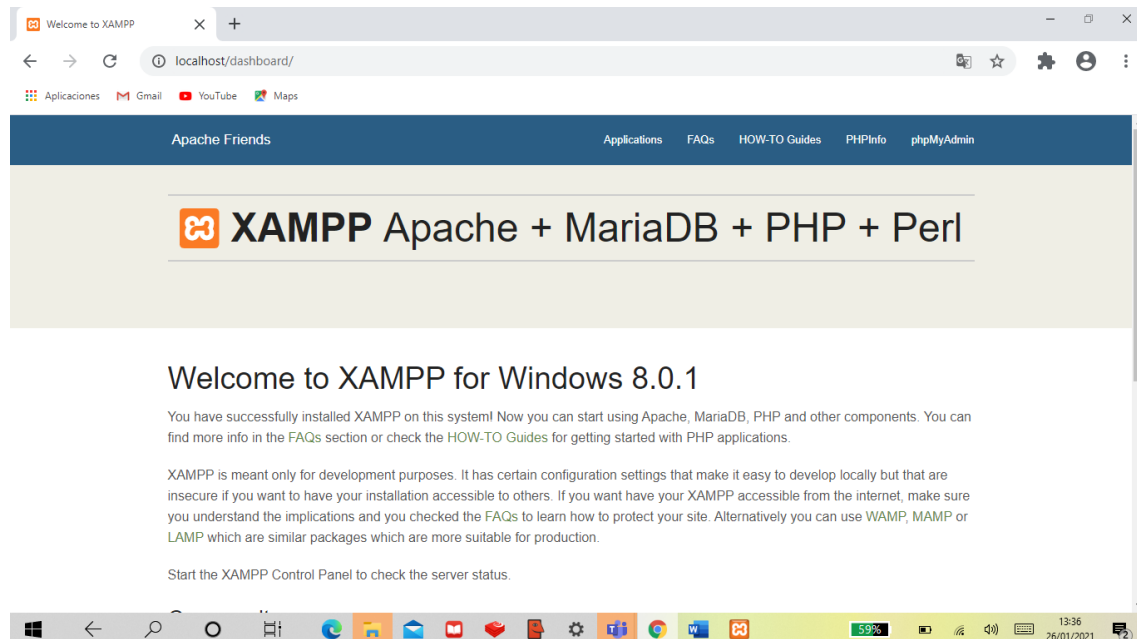 Welcome to XAMPP
localhost/dashboard/
Aplicaciones
Gmail
YouTube
Maps
Apache Friends
Applications
FAQs
HOW-TO Guides
PHPInfo
phpMyAdmin
XAMPP Apache + MariaDB + PHP + Perl
Welcome to XAMPP for Windows 8.0.1
You have successfully installed XAMPP on this system! Now you can start using Apache, MariaDB, PHP and other components. You can
find more info in the FAQs section or check the HOW-TO Guides for getting started with PHP applications.
XAMPP is meant only for development purposes. It has certain configuration settings that make it easy to develop locally but that are
insecure if you want to have your installation accessible to others. If you want have your XAMPP accessible from the internet, make sure
you understand the implications and you checked the FAQs to learn how to protect your site. Alternatively you can use WAMP, MAMP or
LAMP which are similar packages which are more suitable for production.
Start the XAMPP Control Panel to check the server status.
59%
13:36
26/01/2021